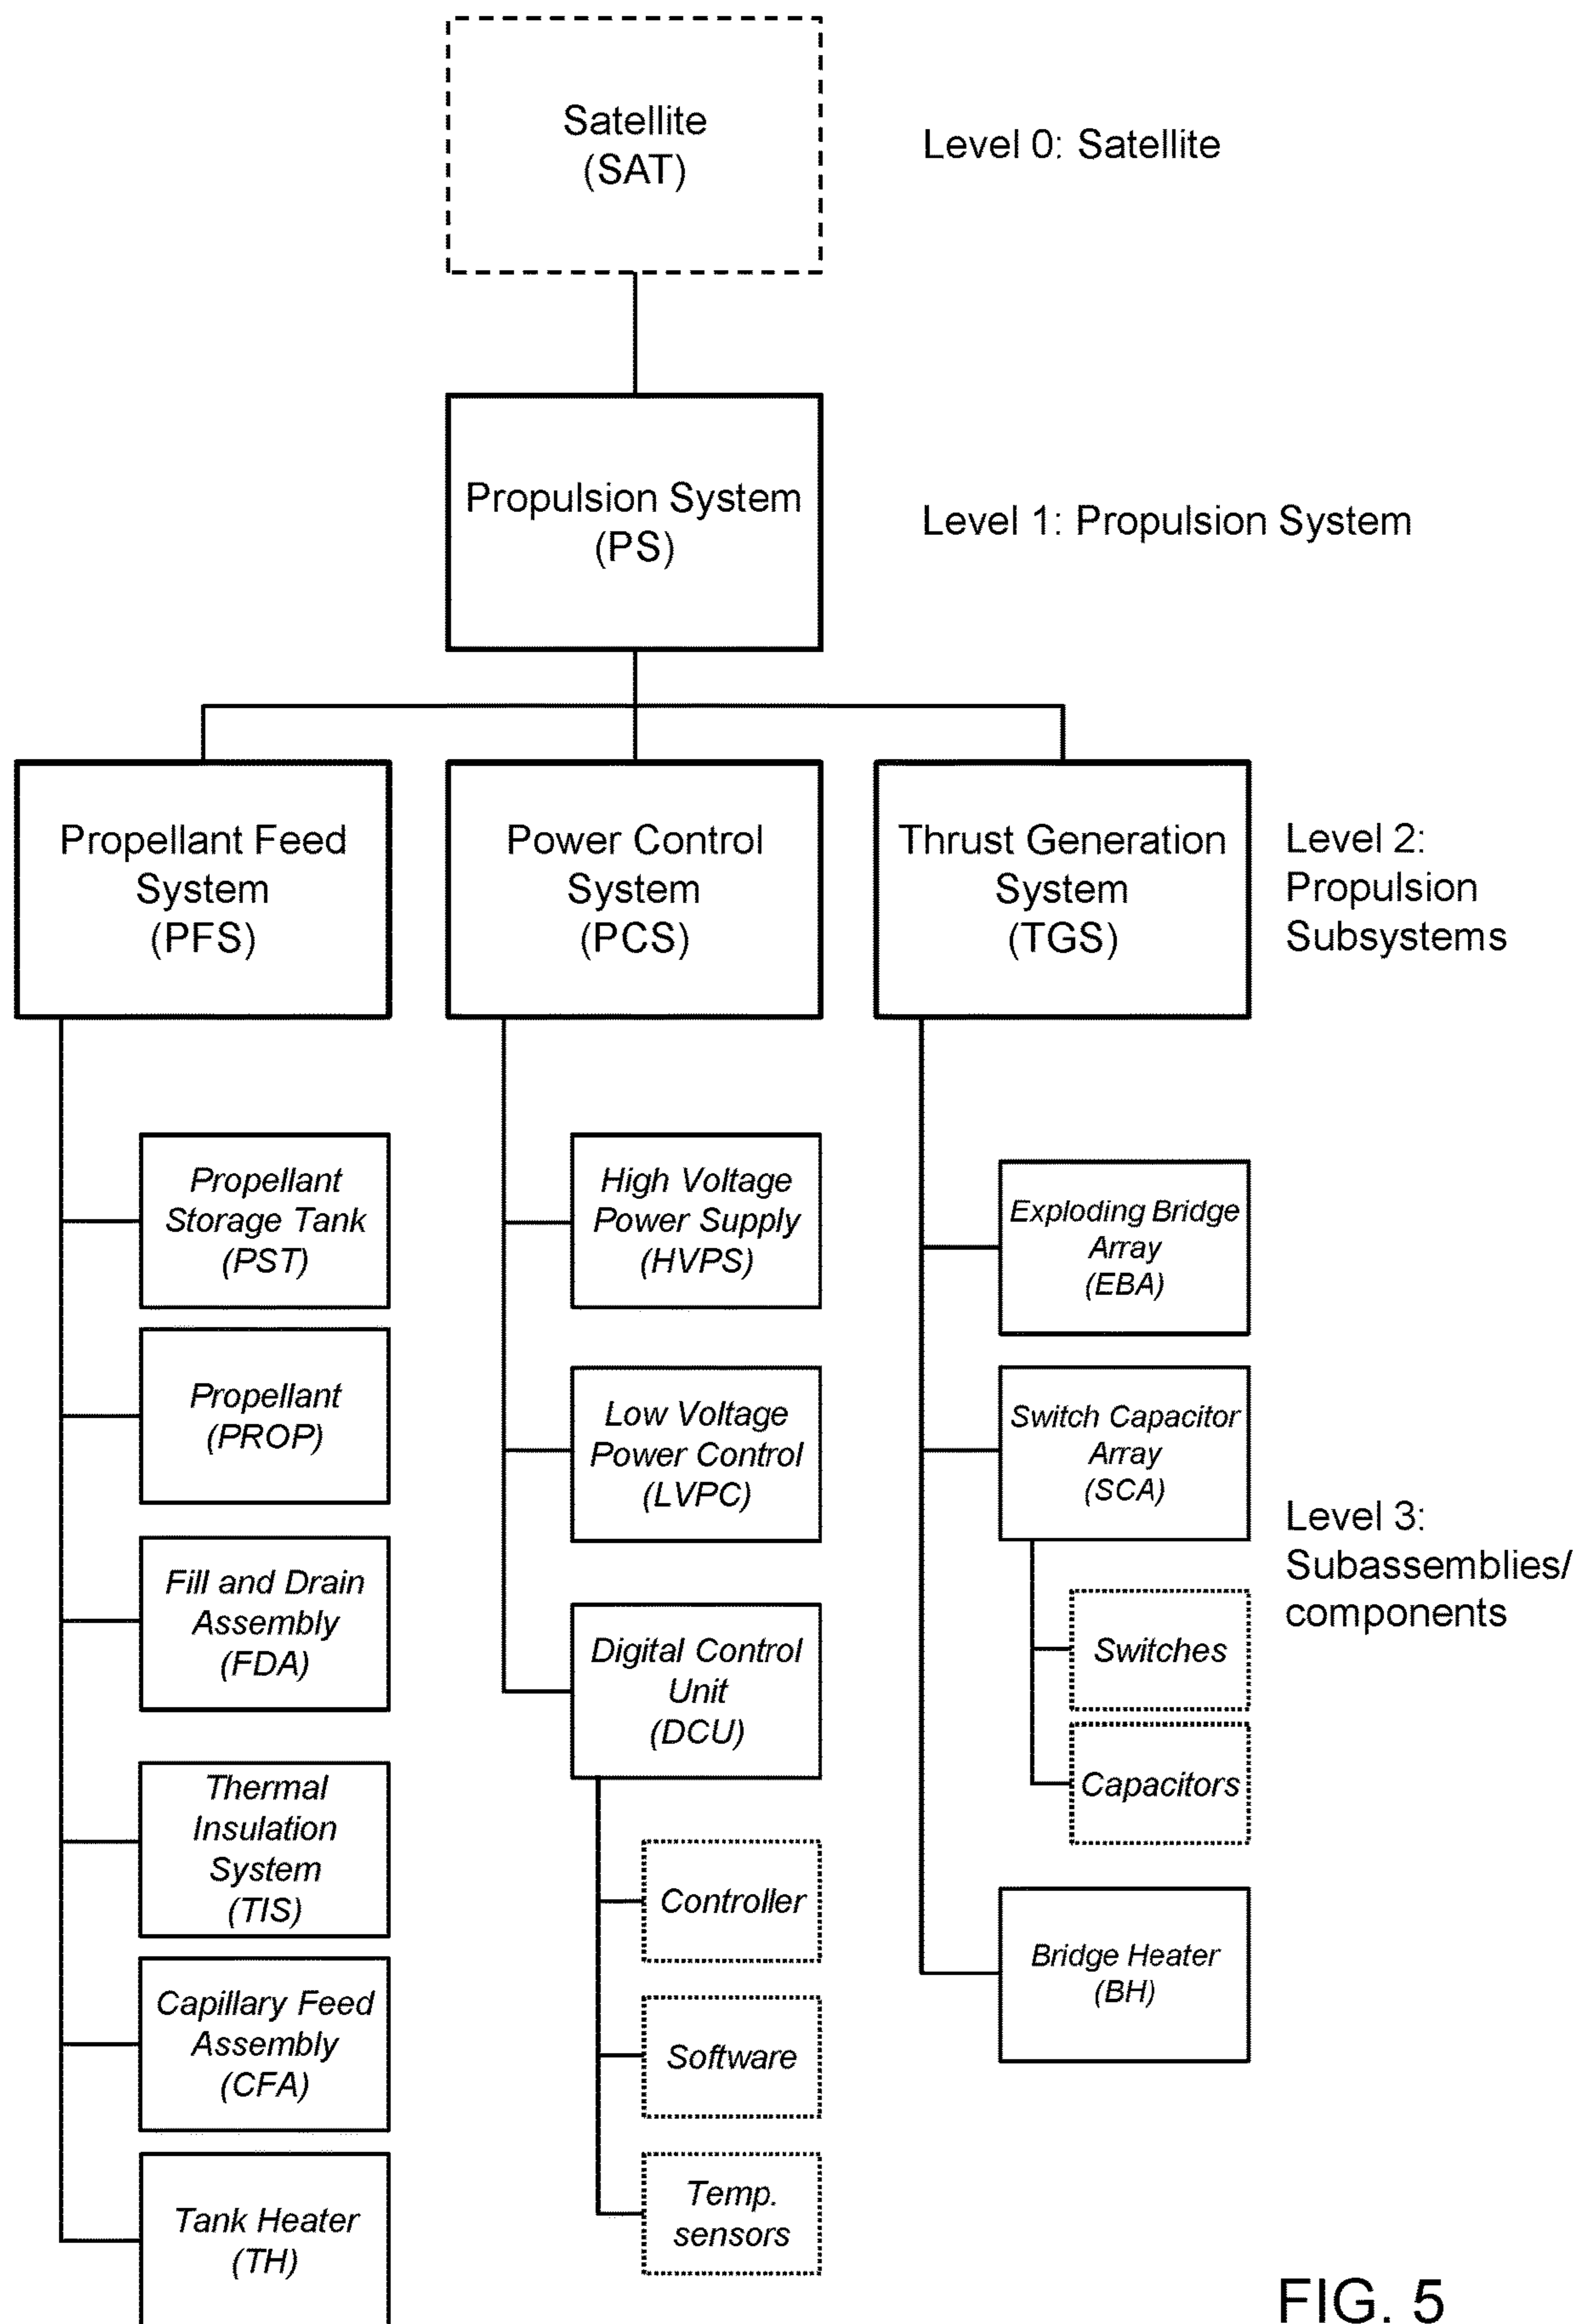 Satellite
(SAT)
Level 0: Satellite
Propulsion System
(PS)
Level 1: Propulsion System
Propellant Feed
System
(PFS)
Power Control
System
(PCS)
Thrust Generation
System
(TGS)
Level 2:
Propulsion
Subsystems
Propellant
Storage Tank
(PST)
Propellant
(PROP)
Fill and Drain
Assembly
(FDA)
Thermal
Insulation
System
(TIS)
Capillary Feed
Assembly
(CFA)
Tank Heater
(TH)
High Voltage
Power Supply
(HVPS)
Low Voltage
Power Control
(LVPC)
Digital Control
Unit
(DCU)
Controller
Software
Temp.
sensors
Exploding Bridge
Array
(EBA)
Switch Capacitor
Array
(SCA)
Switches
Capacitors
Bridge Heater
(BH)
Level 3:
Subassemblies/
components
FIG. 5